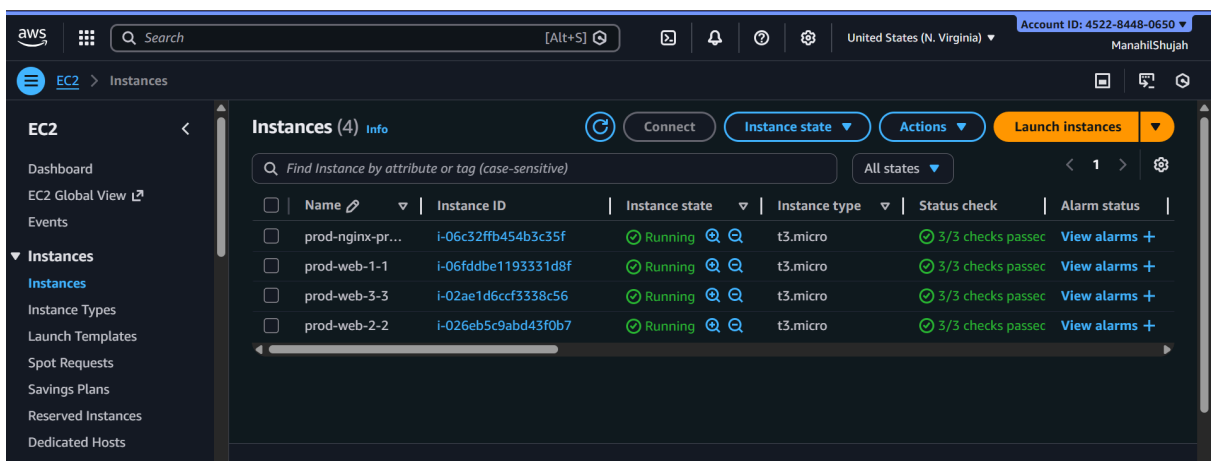 aws
Search [Alt+S]
United States (N. Virginia)
Account ID: 4522-8448-0650
ManahilShujah
EC2 > Instances
EC2
Dashboard
EC2 Global View
Events
Instances
Instances
Instance Types
Launch Templates
Spot Requests
Savings Plans
Reserved Instances
Dedicated Hosts
Instances (4) Info
Connect
Instance state
Actions
Launch instances
Find Instance by attribute or tag (case-sensitive)
All states
1
Name Instance ID Instance state Instance type Status check Alarm status
prod-nginx-pr... i-06c32ffb454b3c35f Running t3.micro 3/3 checks passec View alarms +
prod-web-1-1 i-06fddbe1193331d8f Running t3.micro 3/3 checks passec View alarms +
prod-web-3-3 i-02ae1d6ccf3338c56 Running t3.micro 3/3 checks passec View alarms +
prod-web-2-2 i-026eb5c9abd43f0b7 Running t3.micro 3/3 checks passec View alarms +